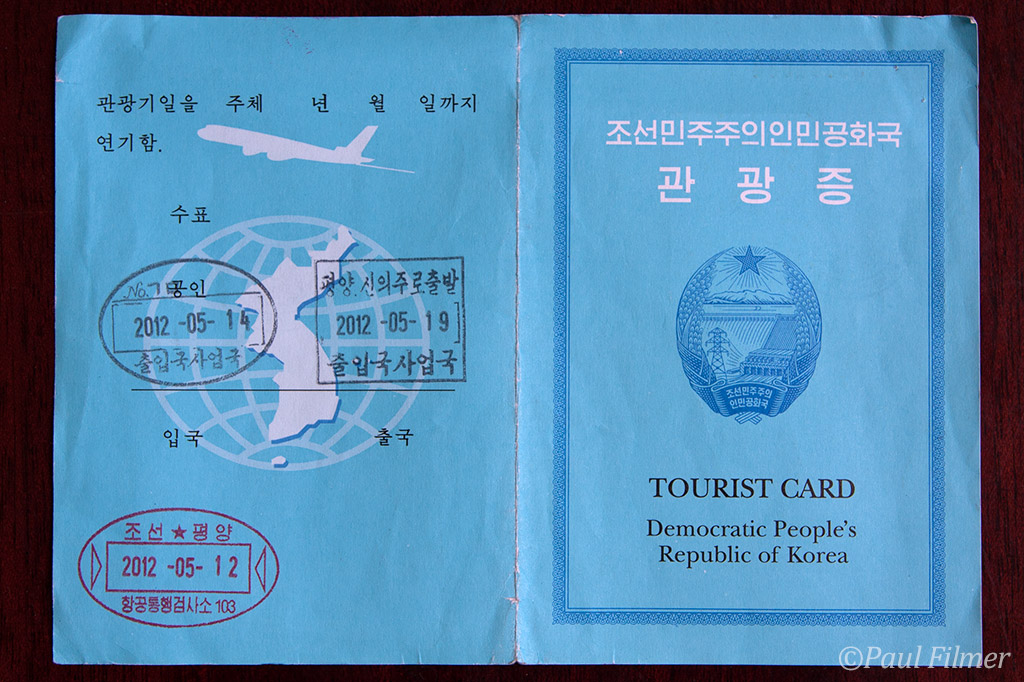 관광기일을 주체 년 월 일까지
연기함.
수표
No. 공인
2012 -05- 14
출입국사업국
평양.신의주로출발
2012 -05- 19
출입국사업국
입국 출국
조선★평양
2012 -05- 12
항공통행검사소 103
조선민주주의인민공화국
관광증
조선민주주의
인민공화국
TOURIST CARD
Democratic People's
Republic of Korea
©Paul Filmer